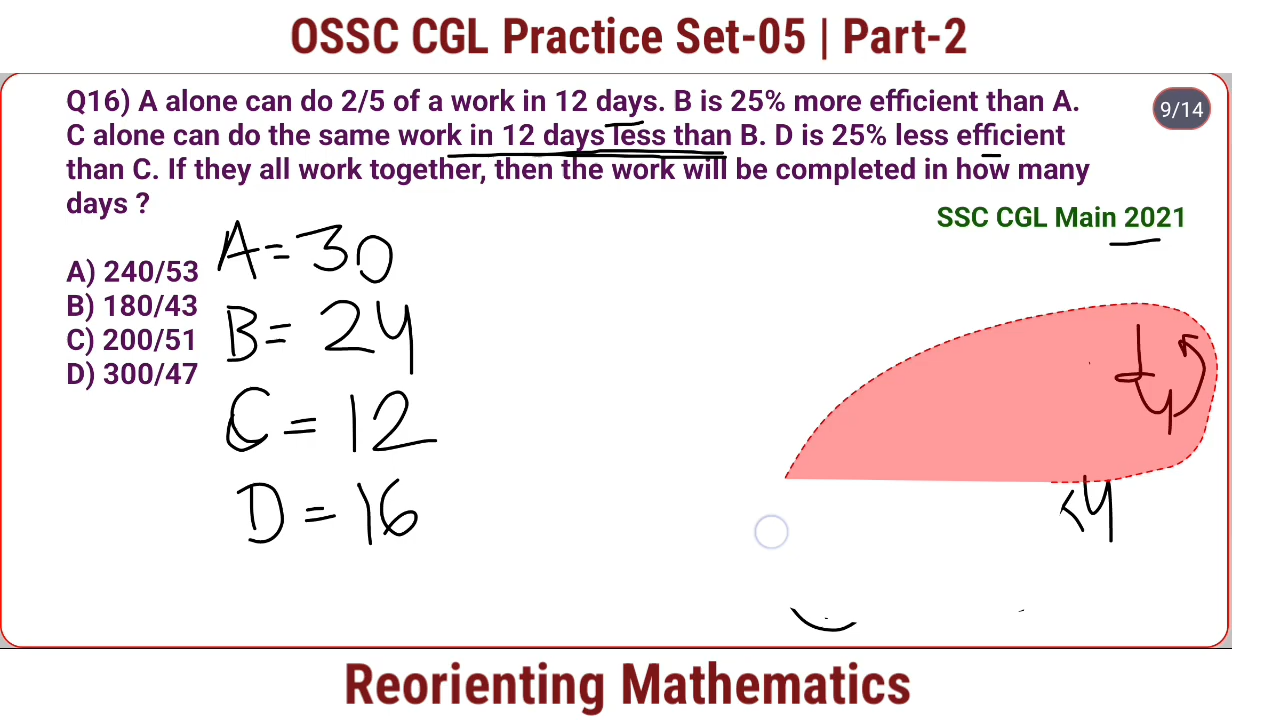 OSSC CGL Practice Set-05 | Part-2
Q16) A alone can do 2/5 of a work in 12 days. B is 25% more efficient than A.
9/14
C alone can do the same work in 12 days less than B. D is 25% less efficient
than C. If they all work together, then the work will be completed in how many
days ?
SSC CGL Main 2021
A) 240/53
B) 180/43
C) 200/51
D) 300/47
A = 30
B = 24
C = 12
D = 16
Reorienting Mathematics